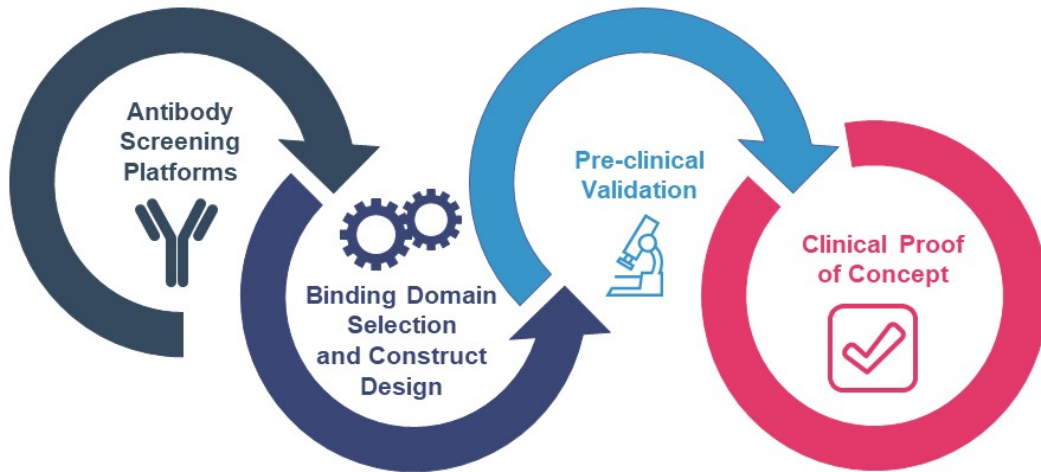 Antibody
Screening
Platforms
Binding Domain
Selection
and Construct
Design
Pre-clinical
Validation
Clinical Proof
of Concept